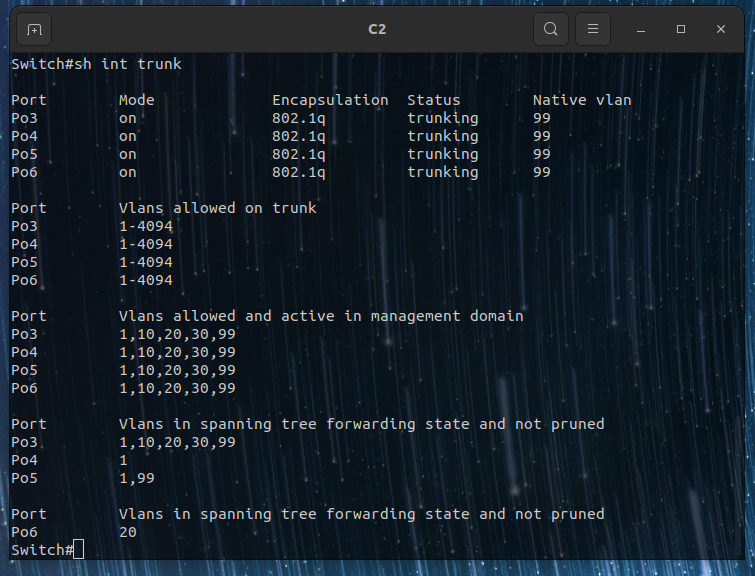 C2
Switch#sh int trunk
Port Mode Encapsulation Status Native vlan
Po3 on 802.1q trunking 99
Po4 on 802.1q trunking 99
Po5 on 802.1q trunking 99
Po6 on 802.1q trunking 99
Port Vlans allowed on trunk
Po3 1-4094
Po4 1-4094
Po5 1-4094
Po6 1-4094
Port Vlans allowed and active in management domain
Po3 1,10,20,30,99
Po4 1,10,20,30,99
Po5 1,10,20,30,99
Po6 1,10,20,30,99
Port Vlans in spanning tree forwarding state and not pruned
Po3 1,10,20,30,99
Po4 1
Po5 1,99
Port Vlans in spanning tree forwarding state and not pruned
Po6 20
Switch#